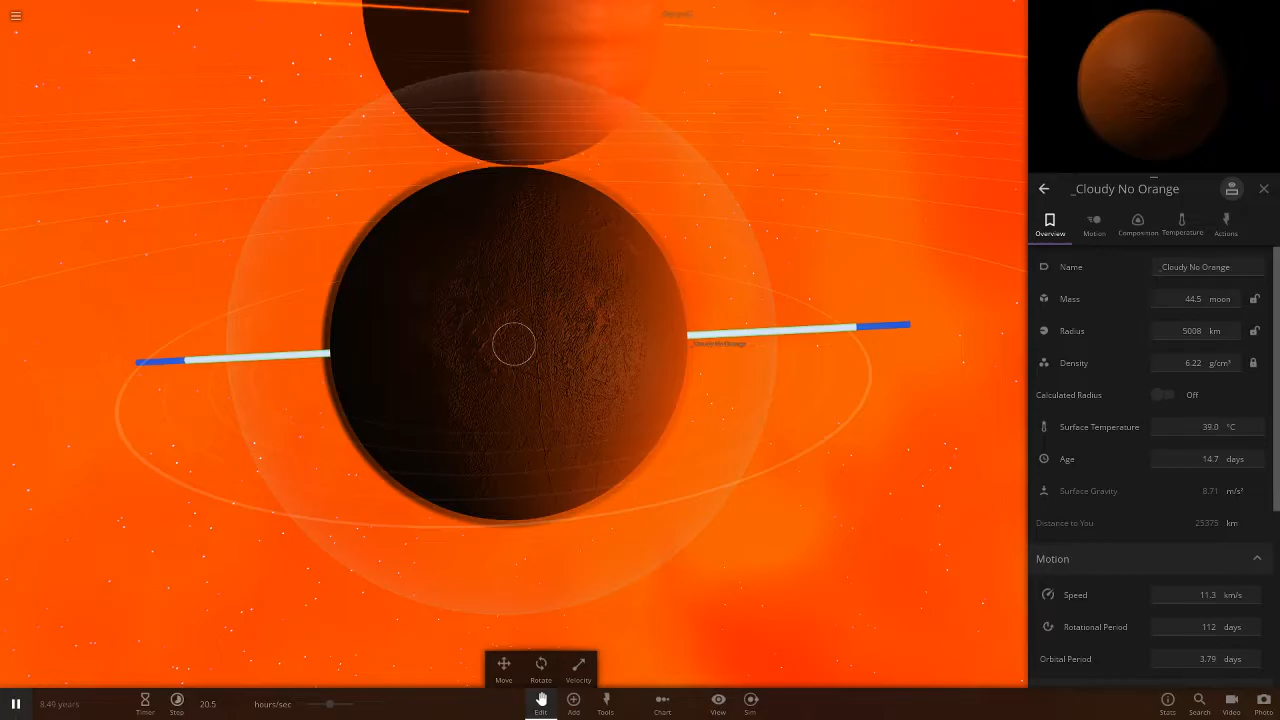 _Cloudy No Orange
Overview
Motion
Composition
Temperature
Actions
Name _Cloudy No Orange
Mass 44.5 moon
Radius 5008 km
Density 6.22 g/cm³
Calculated Radius Off
Surface Temperature 39.0 °C
Age 14.7 days
Surface Gravity 8.71 m/s²
Distance to You 25375 km
Motion
Speed 11.3 km/s
Rotational Period 112 days
Orbital Period 3.79 days
_Cloudy No Orange
Move Rotate Velocity
8.49 years
Timer
Step
20.5 hours/sec
Edit
Add
Tools
Chart
View
Sim
Stats
Search
Video
Photo